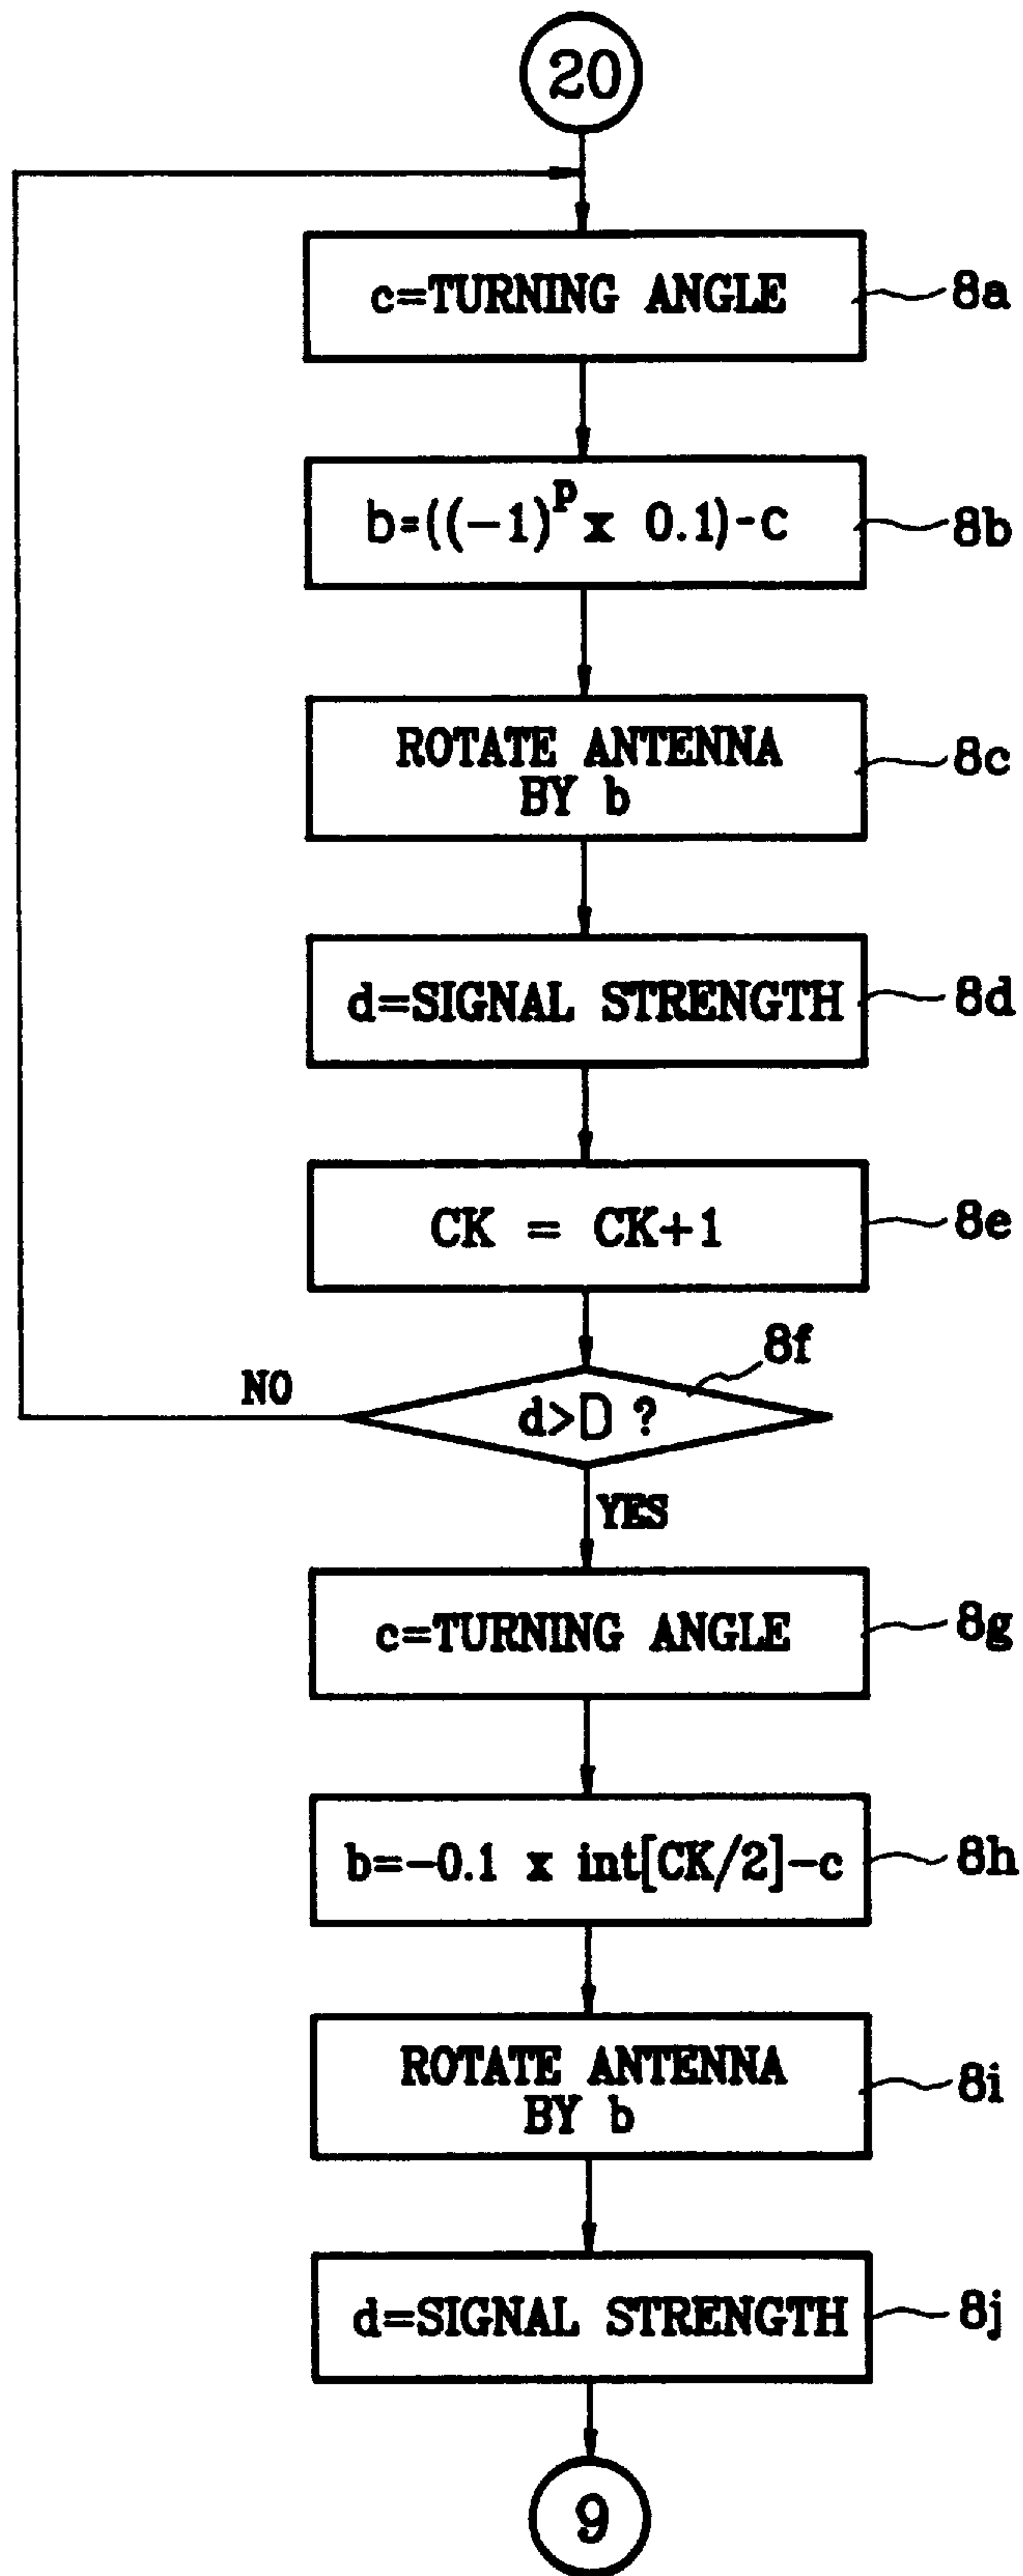 20
c=TURNING ANGLE
8a
b=((-1)^p x 0.1)-c
8b
ROTATE ANTENNA
BY b
8c
d=SIGNAL STRENGTH
8d
CK = CK+1
8e
8f
NO
d>D ?
YES
c=TURNING ANGLE
8g
b=-0.1 x int[CK/2]-c
8h
ROTATE ANTENNA
BY b
8i
d=SIGNAL STRENGTH
8j
9